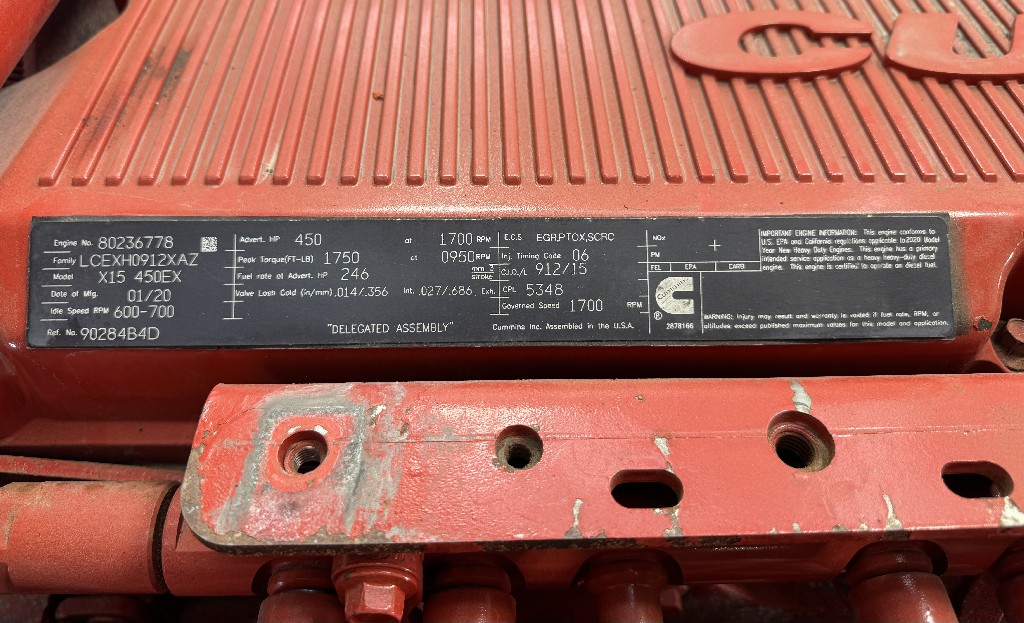 CU
Engine No. 80236778
Family LCEXH0912XAZ
Model X15 450EX
Date of Mfg. 01/20
Idle Speed RPM 600-700
Ref. No. 90284B4D
Advert. HP 450 at 1700 RPM
Peak Torque(FT-LB) 1750 at 0950 RPM
Fuel rate at Advert. HP 246 mm 3 stroke
Valve Lash Cold (in/mm) .014/.356 Int. .027/.686 Exh.
"DELEGATED ASSEMBLY"
E.C.S EGR,PTOX,SCRC
Inj. Timing Code 06
C.I.D./L 912/15
CPL 5348
Governed Speed 1700 RPM
Cummins Inc. Assembled in the U.S.A.
NOx
PM
FEL EPA CARB
Cummins
®
2878166
IMPORTANT ENGINE INFORMATION: This engine conforms to
U.S. EPA and California regulations applicable to 2020 Model
Year New Heavy Duty Engines. This engine has a primary
intended service application as a heavy heavy-duty diesel
engine. This engine is certified to operate on diesel fuel.
WARNING: Injury may result and warranty is voided if fuel rate, RPM, or
altitudes exceed published maximum values for this model and application.